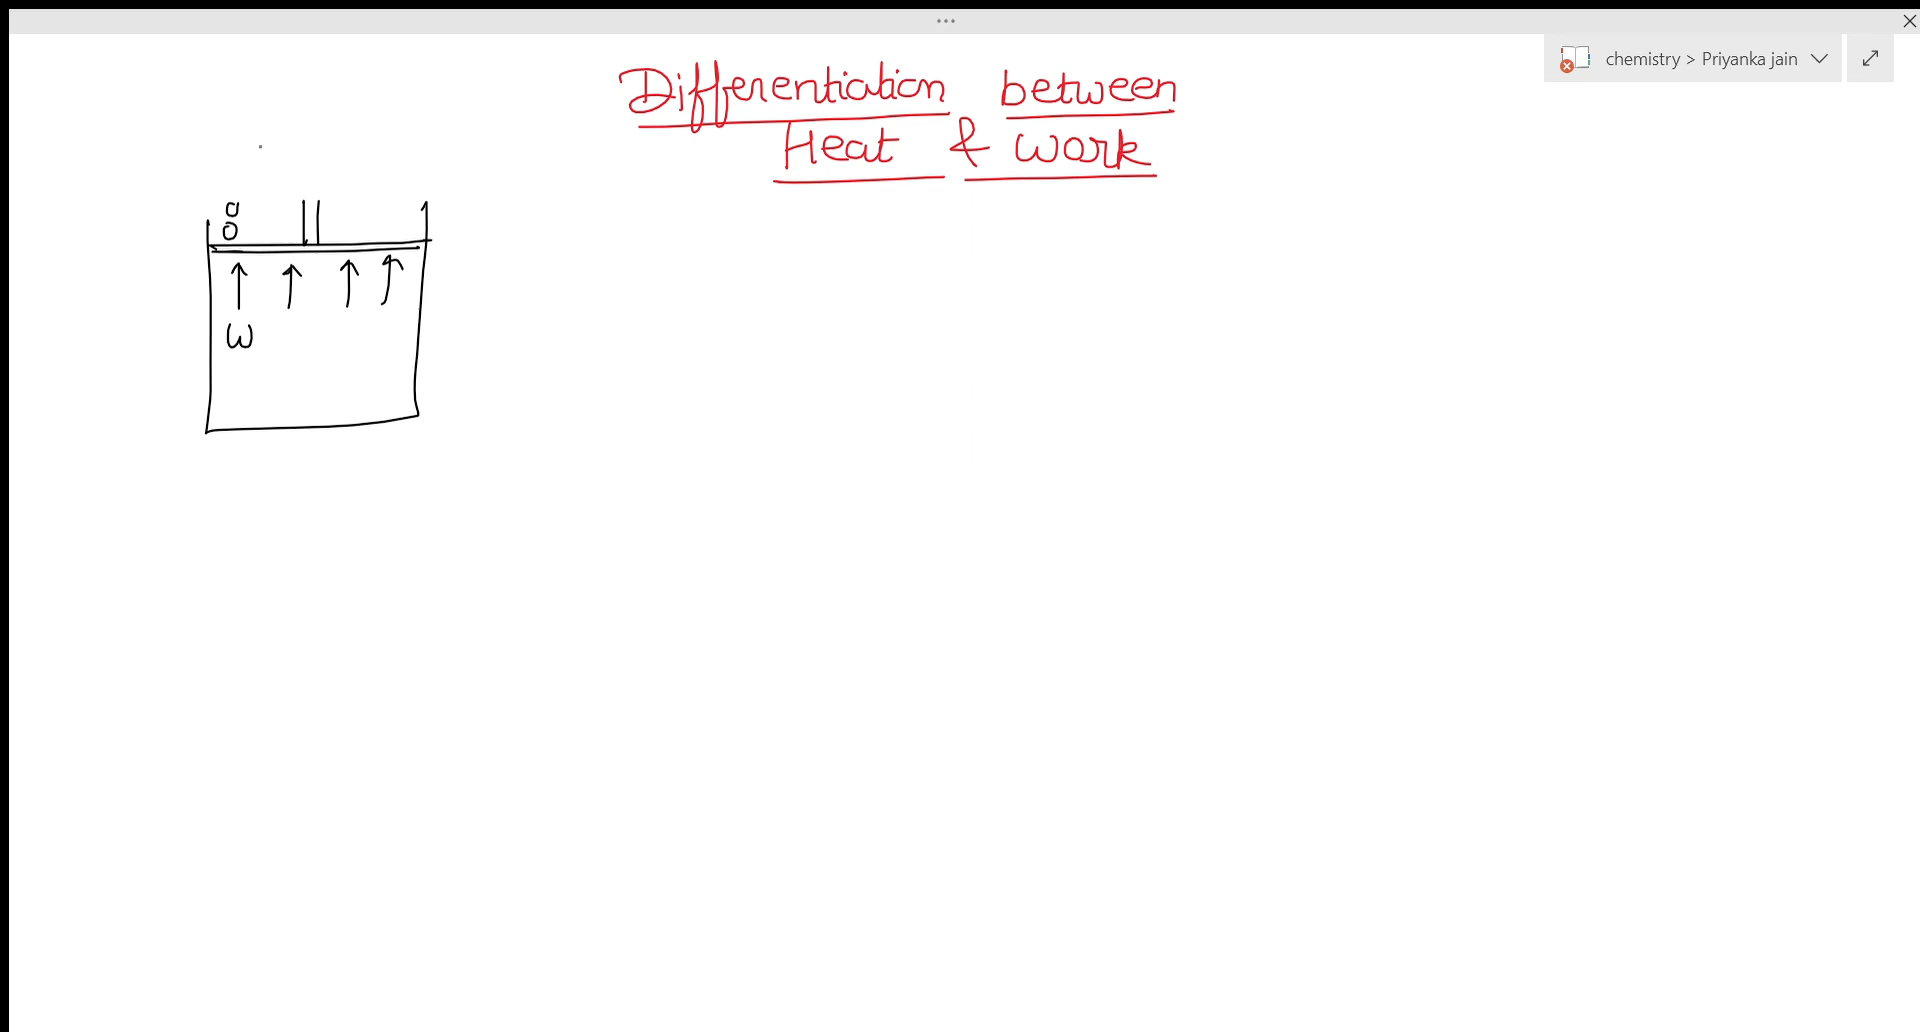 chemistry > Priyanka jain
Differentiation between
Heat & work
w